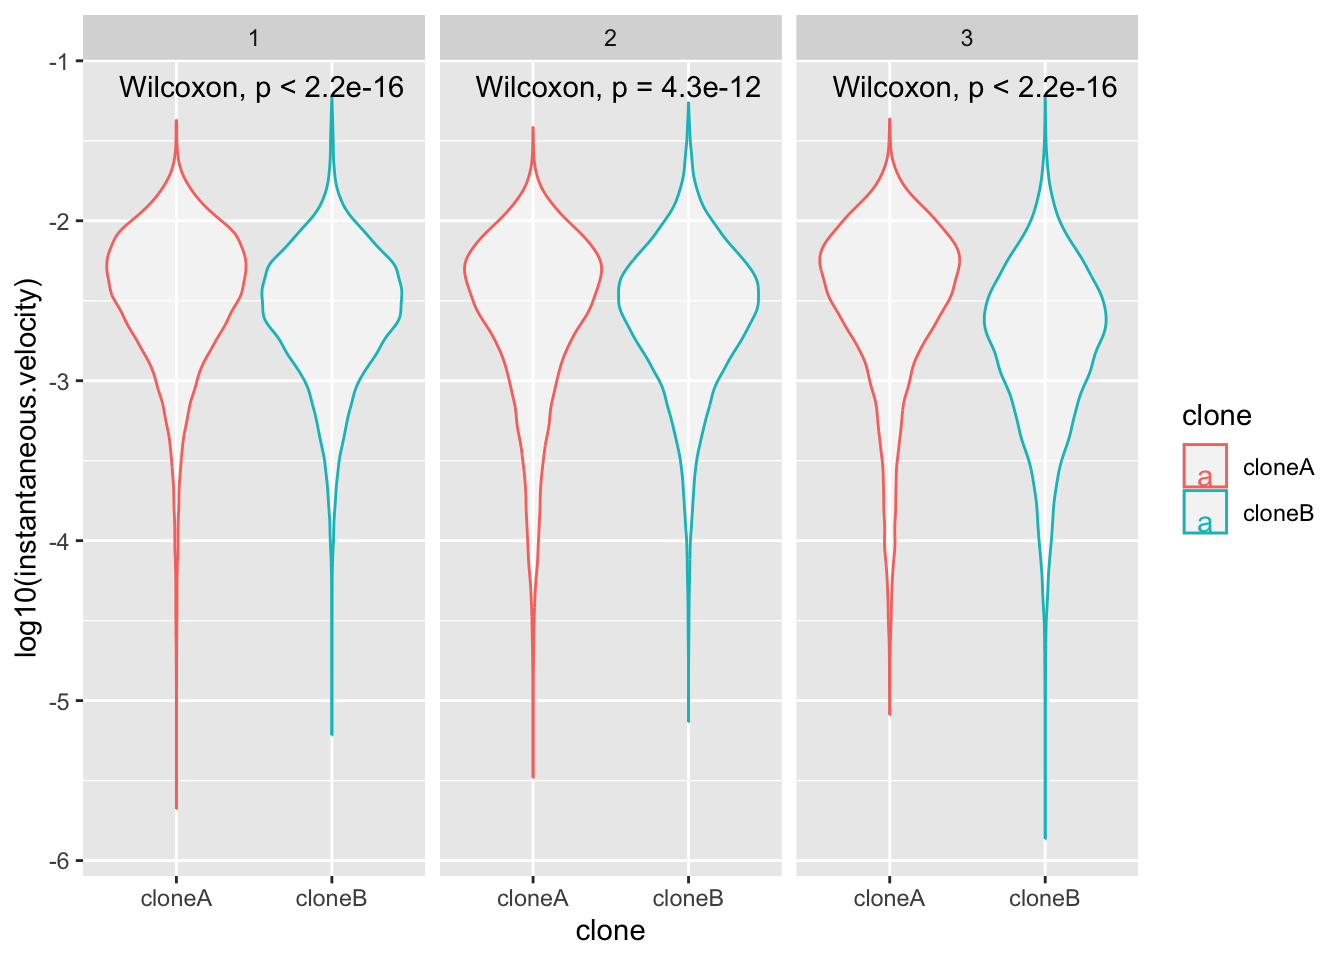 1 2 3
Wilcoxon, p < 2.2e-16 Wilcoxon, p = 4.3e-12 Wilcoxon, p < 2.2e-16
-1
-2
-3
-4
-5
-6
log10(instantaneous.velocity)
cloneA cloneB cloneA cloneB cloneA cloneB
clone
clone
a cloneA
a cloneB